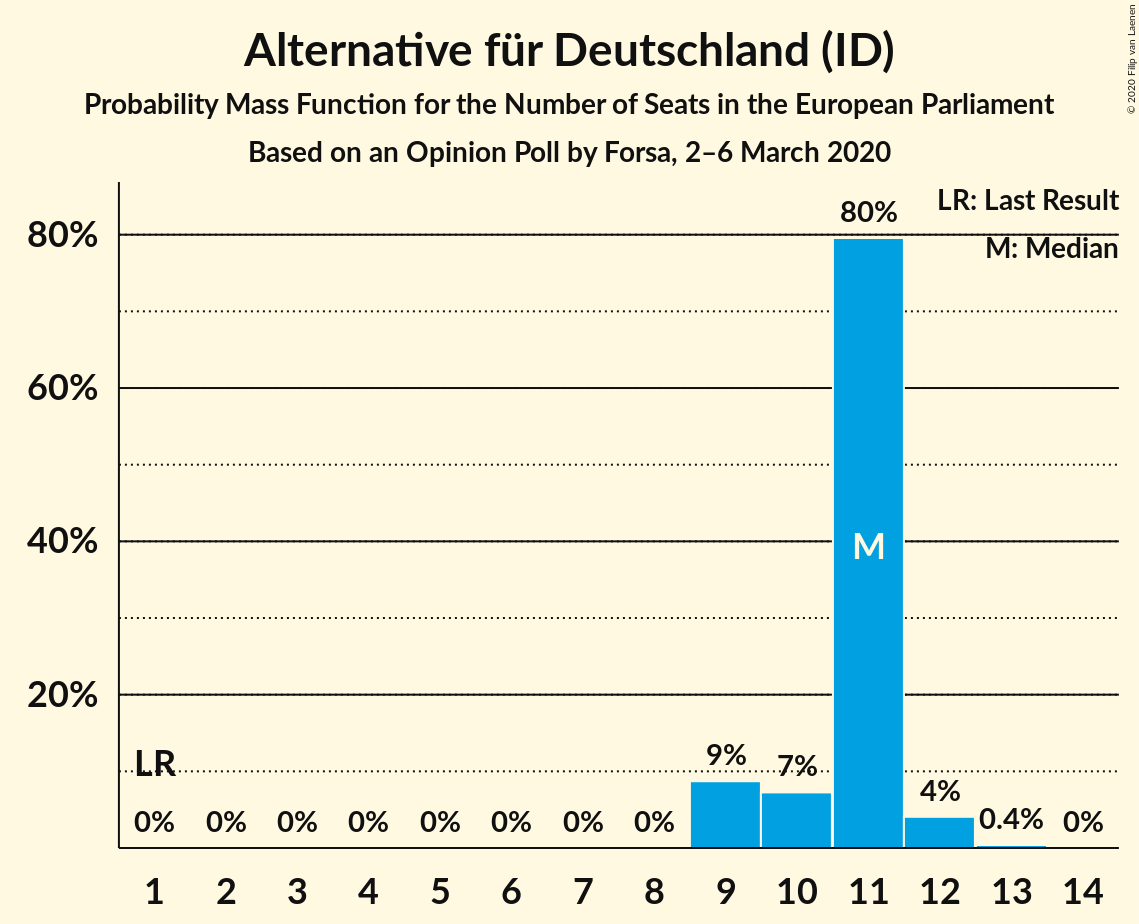 Alternative für Deutschland (ID)
Probability Mass Function for the Number of Seats in the European Parliament
Based on an Opinion Poll by Forsa, 2–6 March 2020
© 2020 Filip van Laenen
LR: Last Result
M: Median
80%
60%
40%
20%
80%
M
LR
0% 0% 0% 0% 0% 0% 0% 0% 9% 7% 4% 0.4% 0%
1 2 3 4 5 6 7 8 9 10 11 12 13 14